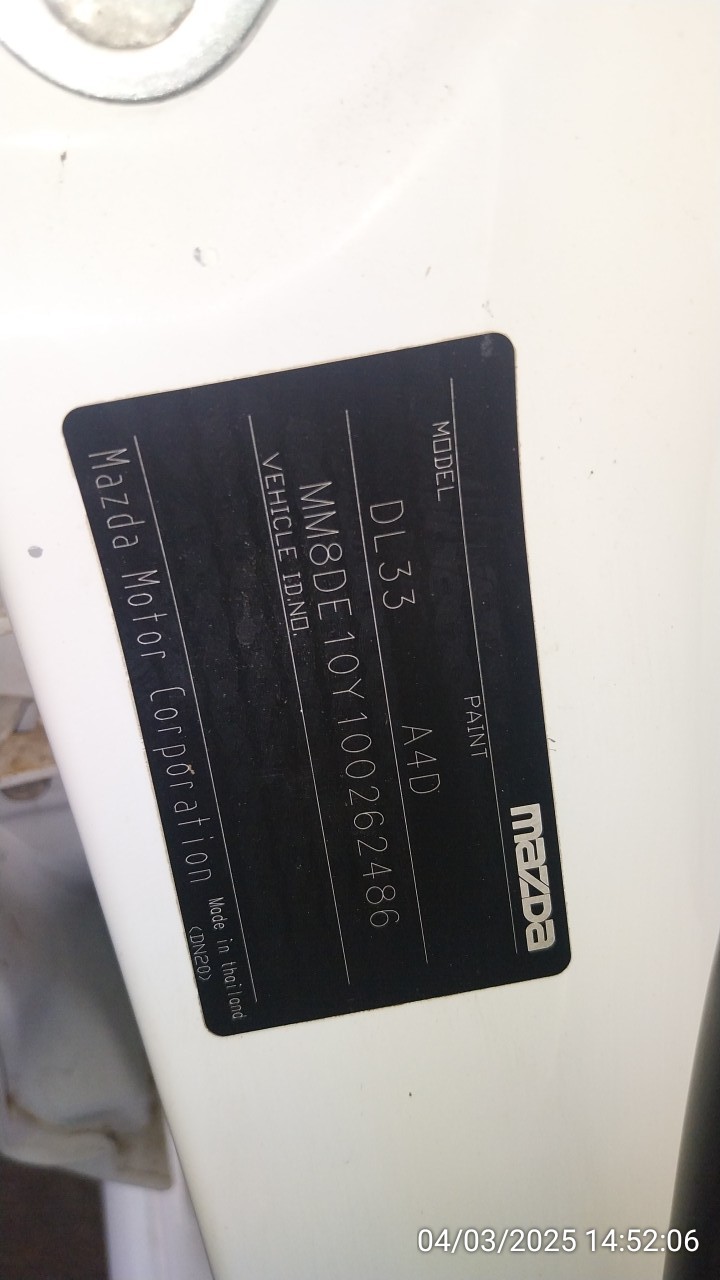 mazda
MODEL PAINT
DL33 A4D
MM8DE10Y100262486
VEHICLE ID.NO.
Mazda Motor Corporation Made in thailand
(DN20)
04/03/2025 14:52:06